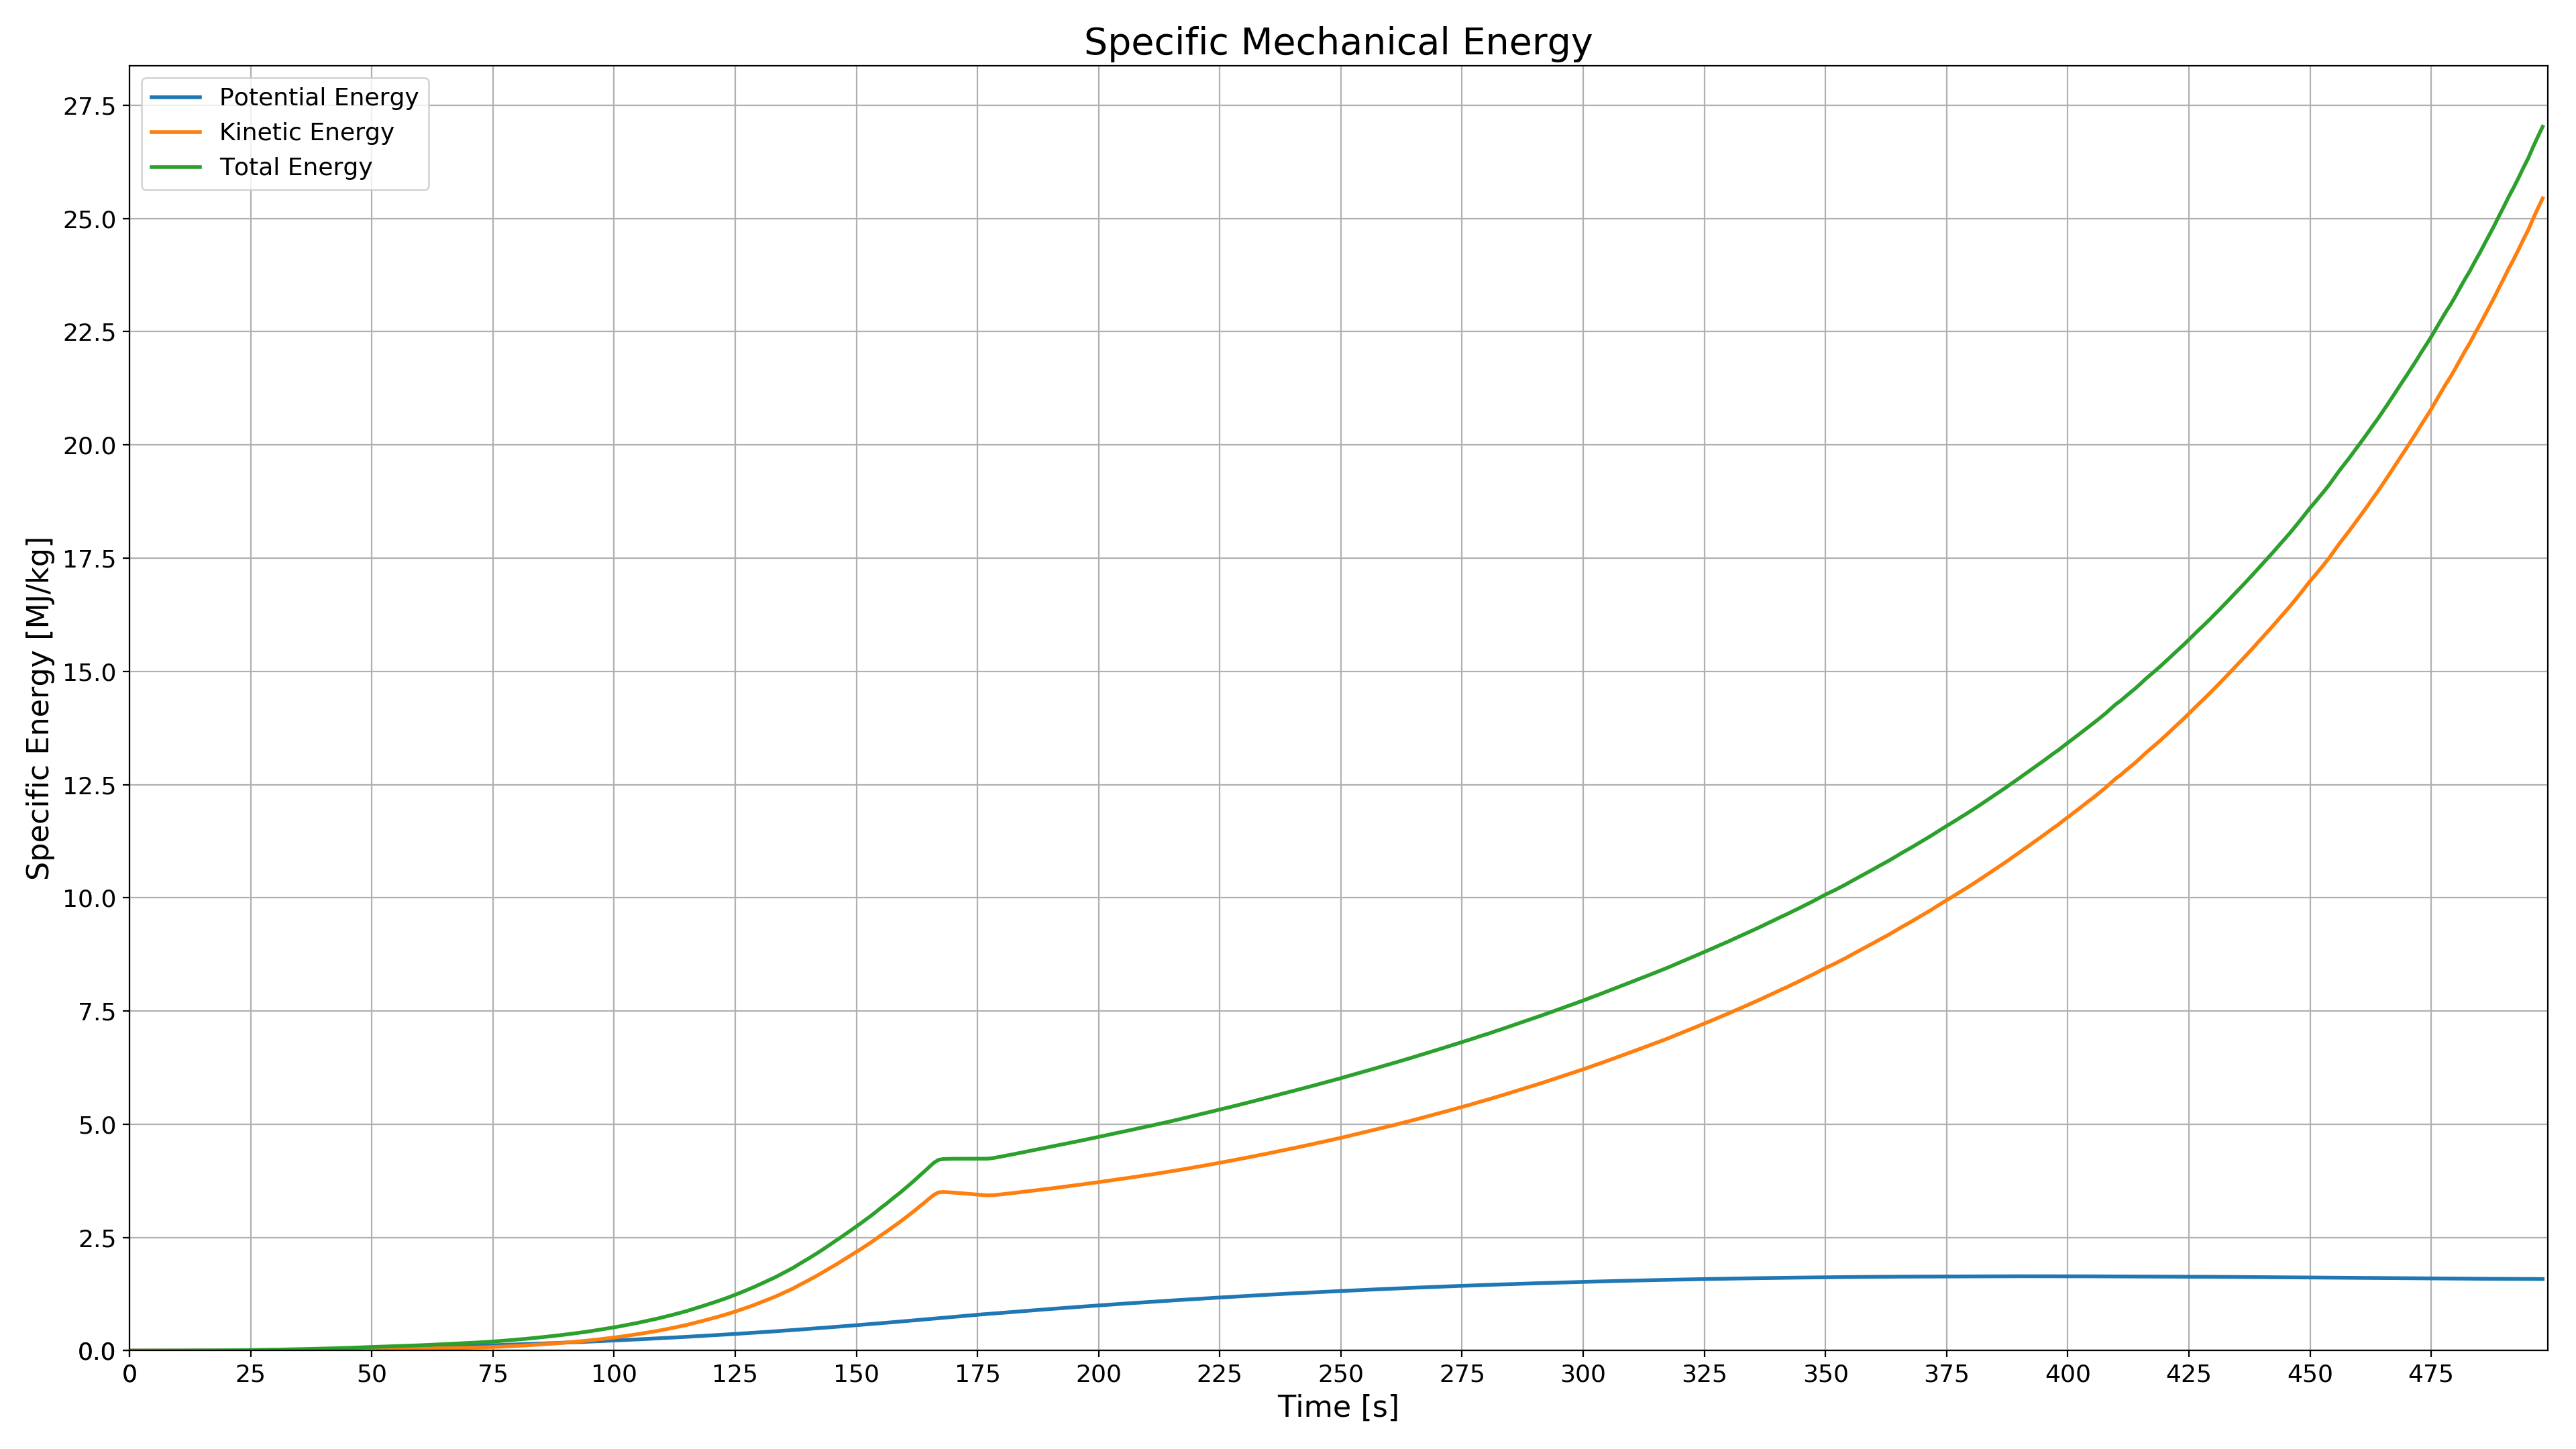 Specific Mechanical Energy
Potential Energy
Kinetic Energy
Total Energy
Specific Energy [MJ/kg]
27.5
25.0
22.5
20.0
17.5
15.0
12.5
10.0
7.5
5.0
2.5
0.0
0 25 50 75 100 125 150 175 200 225 250 275 300 325 350 375 400 425 450 475
Time [s]